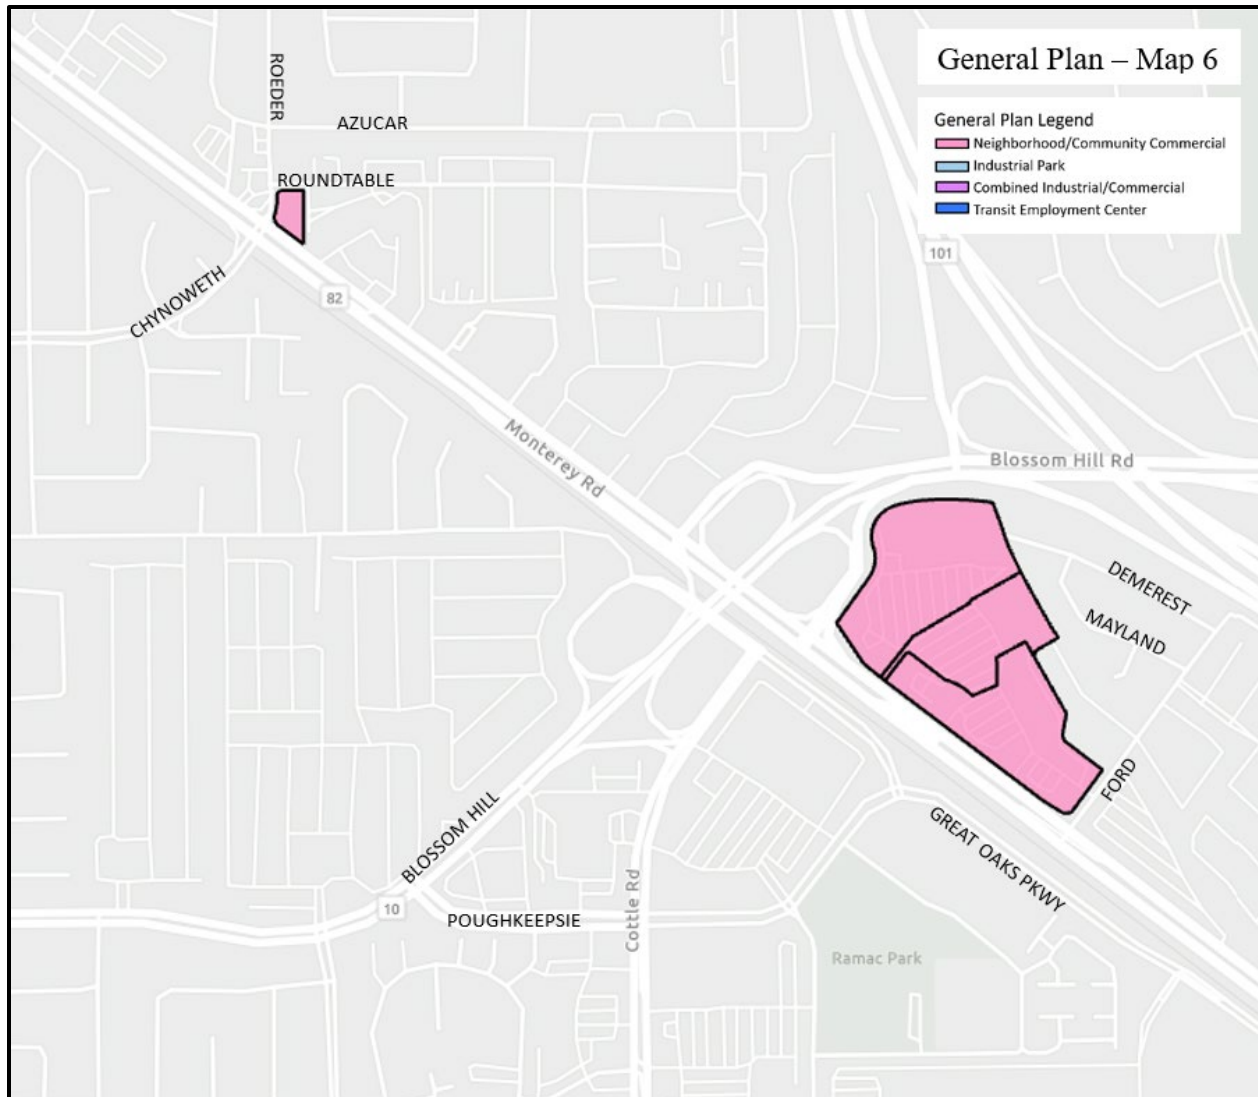 General Plan – Map 6
General Plan Legend
Neighborhood/Community Commercial
Industrial Park
Combined Industrial/Commercial
Transit Employment Center
ROEDER
AZUCAR
ROUNDTABLE
CHYNOWETH
82
101
Monterey Rd
Blossom Hill Rd
DEMEREST
MAYLAND
FORD
GREAT OAKS PKWY
BLOSSOM HILL
10
POUGHKEEPSIE
Cottle Rd
Ramac Park